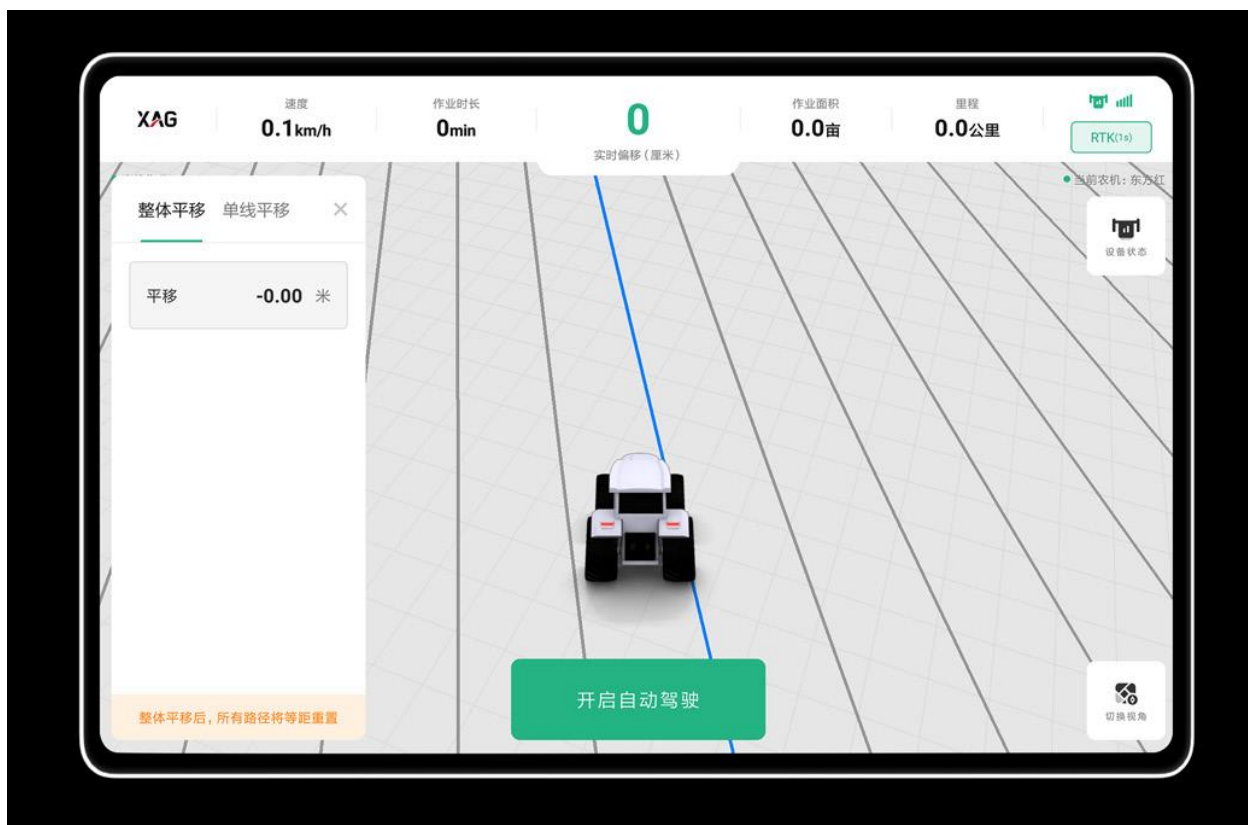 XAG
速度
0.1km/h
作业时长
0min
0
实时偏移(厘米)
作业面积
0.0亩
里程
0.0公里
RTK(1s)
当前农机: 东方红
整体平移 单线平移 ×
平移 -0.00 米
设备状态
整体平移后, 所有路径将等距重置
开启自动驾驶
切换视角